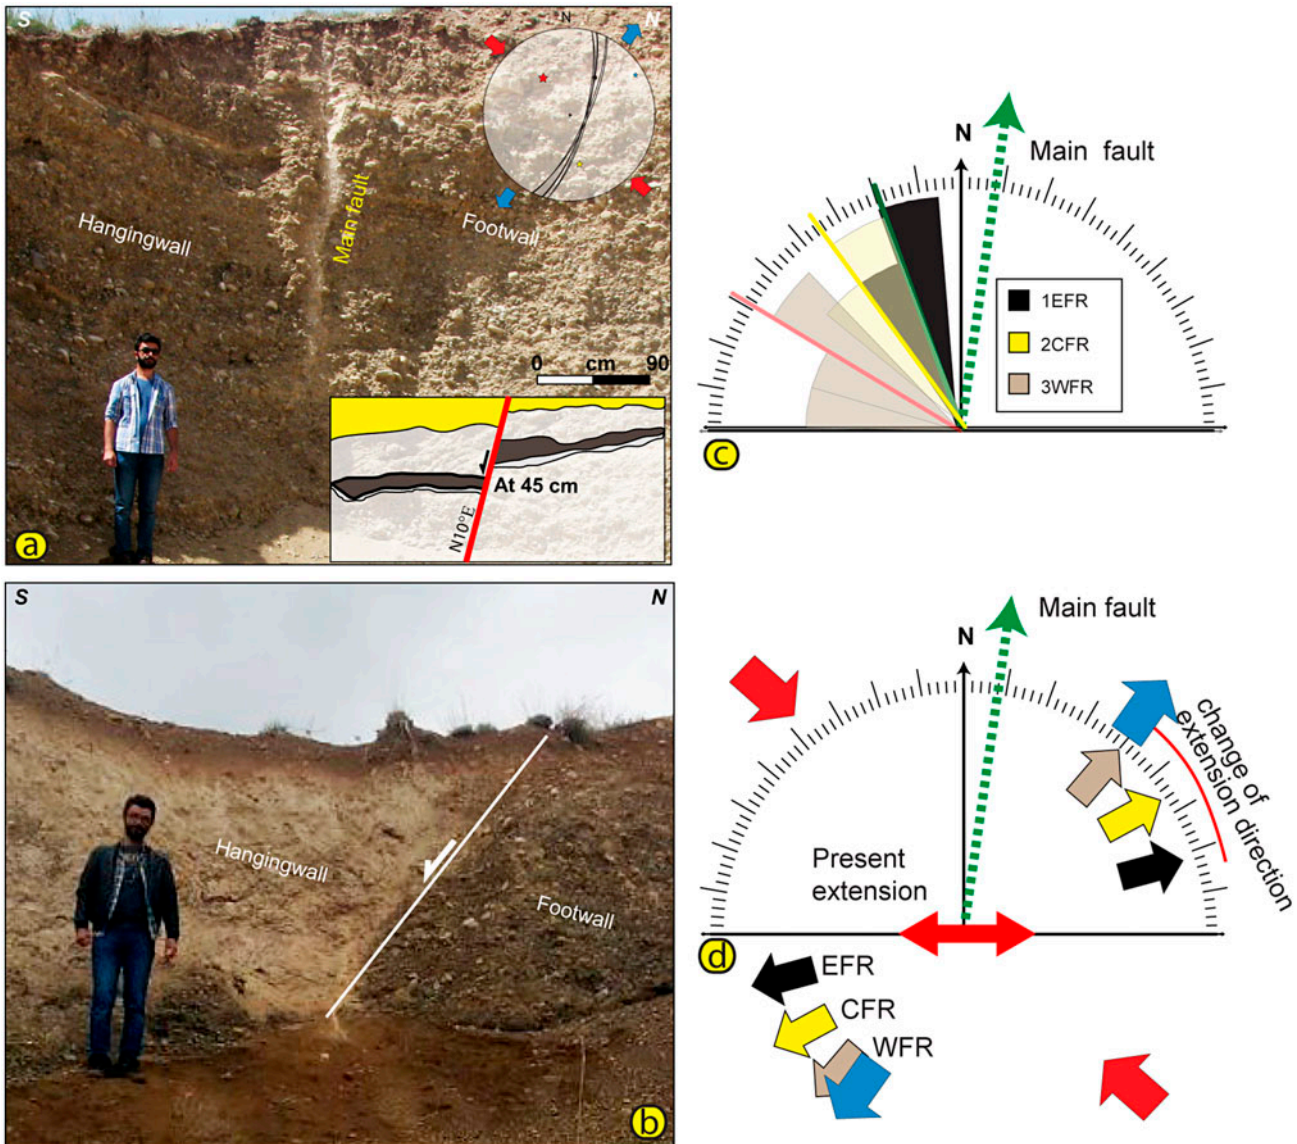 S
N
N
Hangingwall
Main fault
Footwall
0 cm 90
At 45 cm
N10°E
a
S
N
Hangingwall
Footwall
b
Main fault
N
1EFR
2CFR
3WFR
c
Main fault
N
change of
extension direction
Present
extension
d
EFR
CFR
WFR